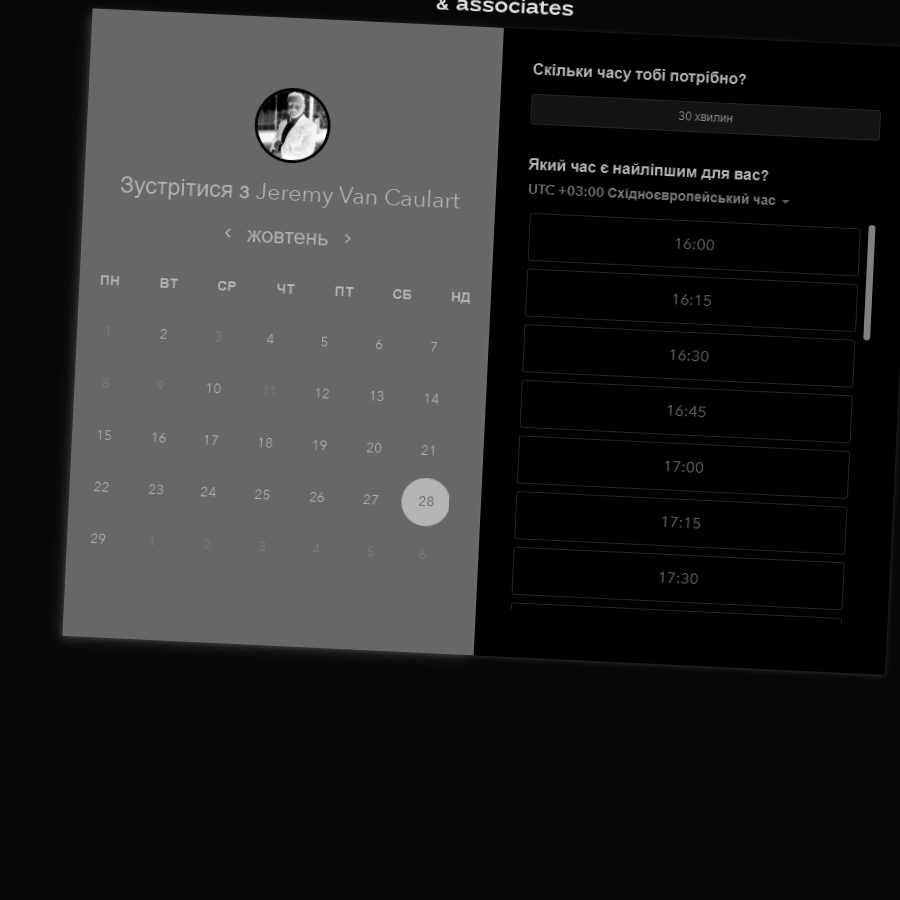 & associates
Зустрітися з Jeremy Van Caulart
жовтень
ПН ВТ СР ЧТ ПТ СБ НД
1 2 3 4 5 6 7
8 9 10 11 12 13 14
15 16 17 18 19 20 21
22 23 24 25 26 27 28
29 1 2 3 4 5 6
Скільки часу тобі потрібно?
30 хвилин
Який час є найліпшим для вас?
UTC +03:00 Східноєвропейський час
16:00
16:15
16:30
16:45
17:00
17:15
17:30